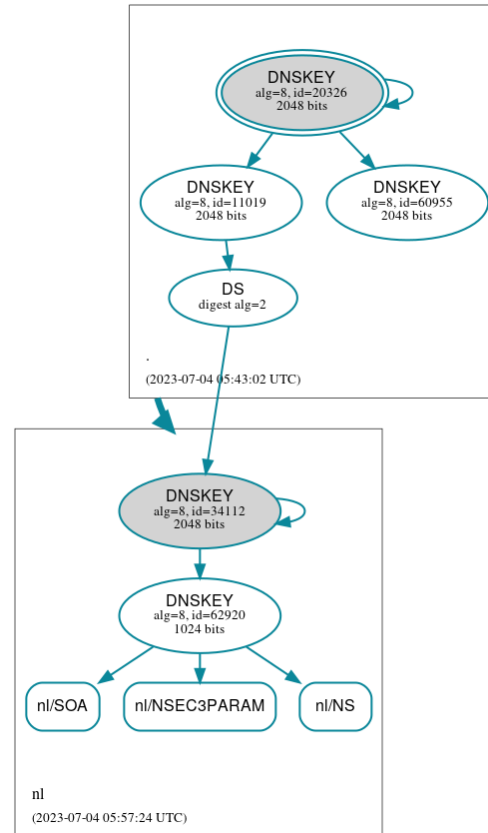 DNSKEY
alg=8, id=20326
2048 bits
DNSKEY
alg=8, id=11019
2048 bits
DNSKEY
alg=8, id=60955
2048 bits
DS
digest alg=2
.
(2023-07-04 05:43:02 UTC)
DNSKEY
alg=8, id=34112
2048 bits
DNSKEY
alg=8, id=62920
1024 bits
nl/SOA
nl/NSEC3PARAM
nl/NS
nl
(2023-07-04 05:57:24 UTC)